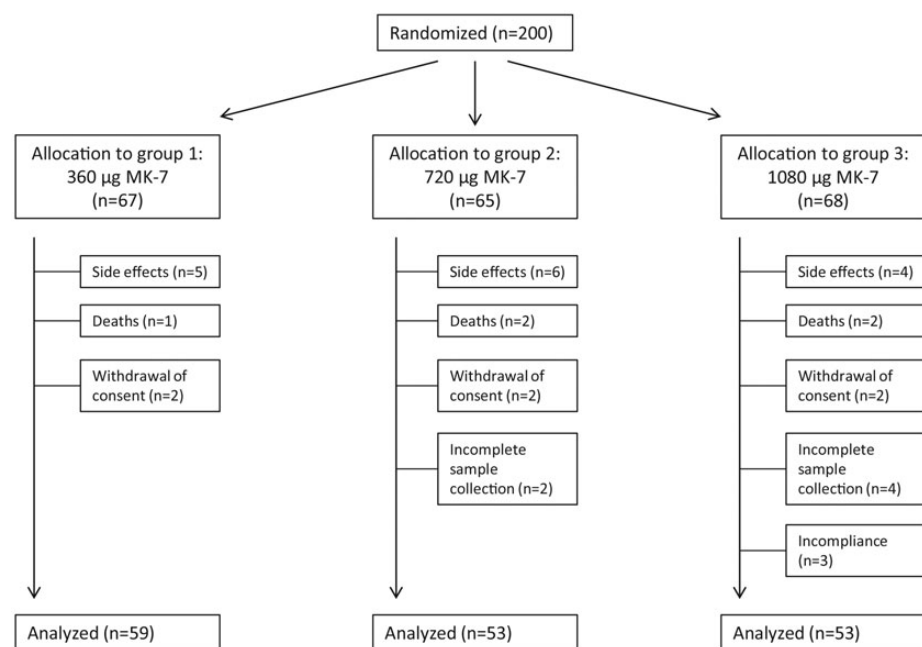 Randomized (n=200)
Allocation to group 1:
360 µg MK-7
(n=67)
Side effects (n=5)
Deaths (n=1)
Withdrawal of
consent (n=2)
Analyzed (n=59)
Allocation to group 2:
720 µg MK-7
(n=65)
Side effects (n=6)
Deaths (n=2)
Withdrawal of
consent (n=2)
Incomplete
sample
collection (n=2)
Analyzed (n=53)
Allocation to group 3:
1080 µg MK-7
(n=68)
Side effects (n=4)
Deaths (n=2)
Withdrawal of
consent (n=2)
Incomplete
sample
collection (n=4)
Incompliance
(n=3)
Analyzed (n=53)